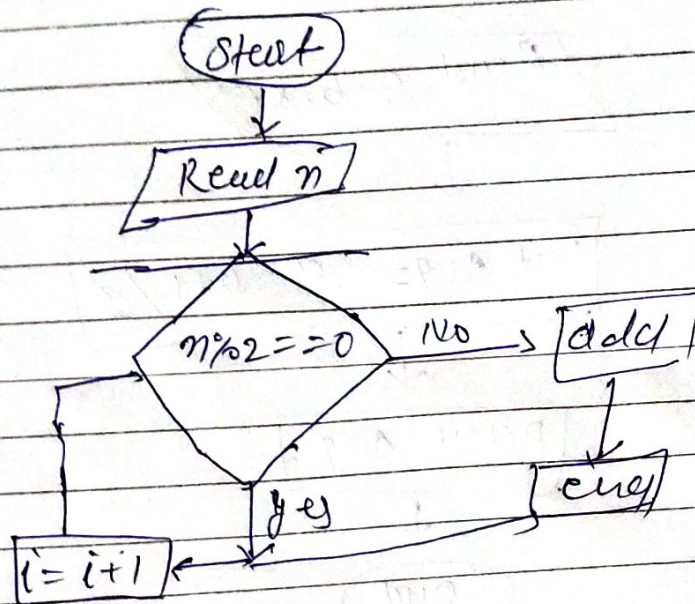 Start
Read n
n%2==0
No
add
yes
end
i=i+1